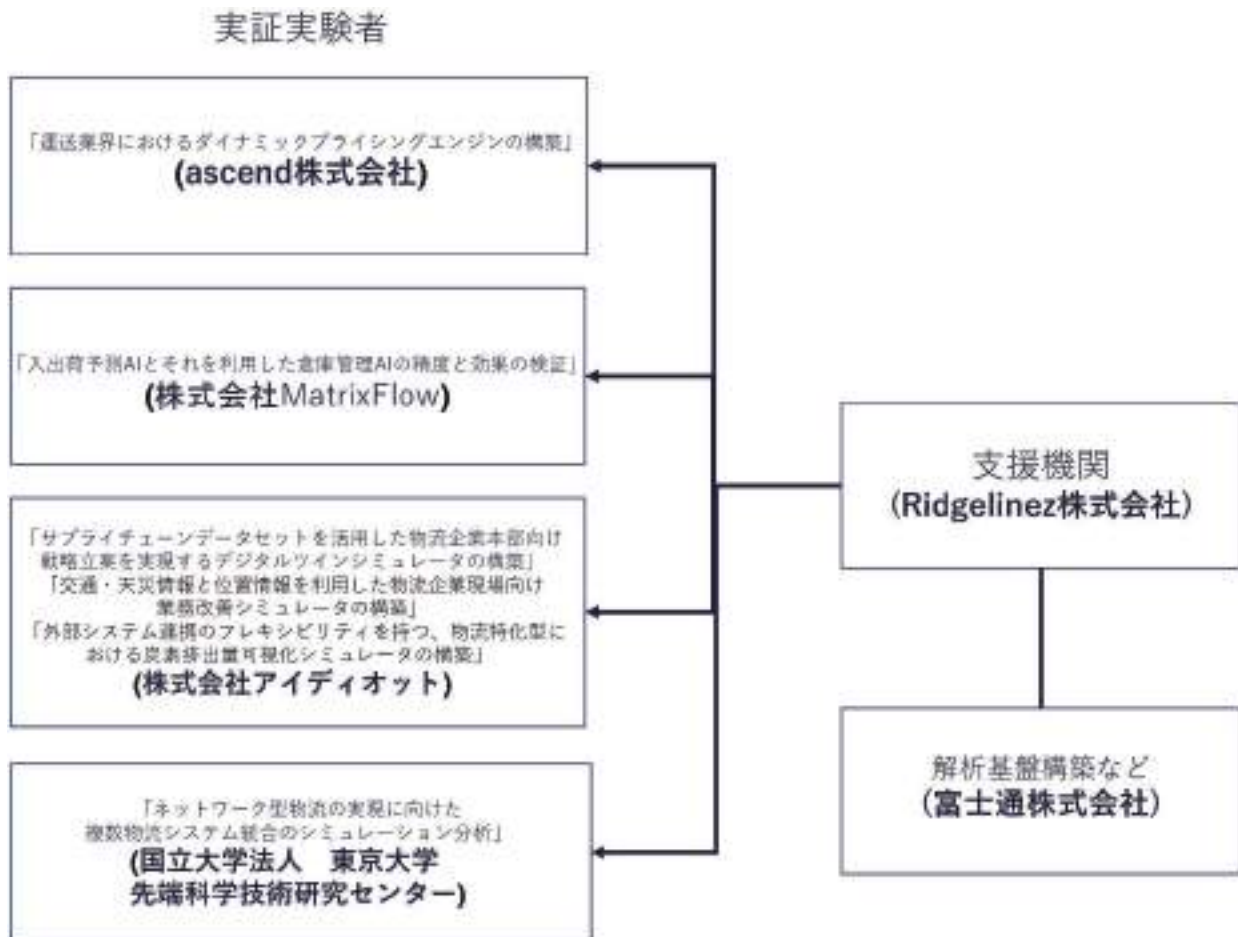 実証実験者
「運送業界におけるダイナミックプライシングエンジンの構築」
(ascend株式会社)
「入出荷予測AIとそれを利用した倉庫管理AIの精度と効果の検証」
(株式会社MatrixFlow)
「サプライチェーンデータセットを活用した物流企業本部向け
戦略立案を実現するデジタルツインシミュレータの構築」
「交通・天災情報と位置情報を利用した物流企業現場向け
業務改善シミュレータの構築」
「外部システム連携のフレキシビリティを持つ、物流特化型に
おける炭素排出量可視化シミュレータの構築」
(株式会社アイディオット)
「ネットワーク型物流の実現に向けた
複数物流システム統合のシミュレーション分析」
(国立大学法人　東京大学
先端科学技術研究センター)
支援機関
(Ridgelinez株式会社)
解析基盤構築など
(富士通株式会社)